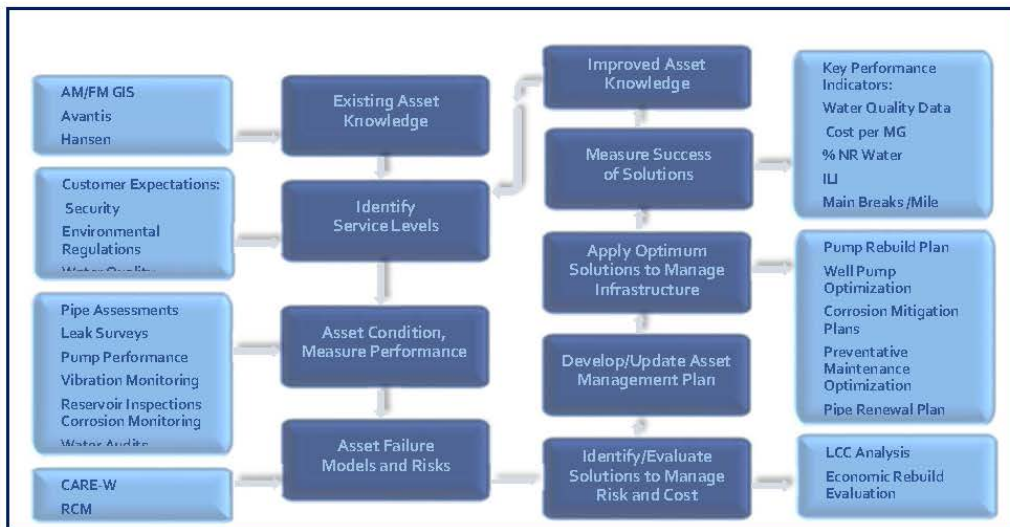 AM/FM GIS
Avantis
Hansen
Existing Asset
Knowledge
Improved Asset
Knowledge
Key Performance
Indicators:
Water Quality Data
Cost per MG
% NR Water
ILI
Main Breaks /Mile
Measure Success
of Solutions
Customer Expectations:
Security
Environmental
Regulations
Water Quality
Identify
Service Levels
Apply Optimum
Solutions to Manage
Infrastructure
Pump Rebuild Plan
Well Pump
Optimization
Corrosion Mitigation
Plans
Preventative
Maintenance
Optimization
Pipe Renewal Plan
Pipe Assessments
Leak Surveys
Pump Performance
Vibration Monitoring
Reservoir Inspections
Corrosion Monitoring
Water Audits
Asset Condition,
Measure Performance
Develop/Update Asset
Management Plan
CARE-W
RCM
Asset Failure
Models and Risks
Identify/Evaluate
Solutions to Manage
Risk and Cost
LCC Analysis
Economic Rebuild
Evaluation